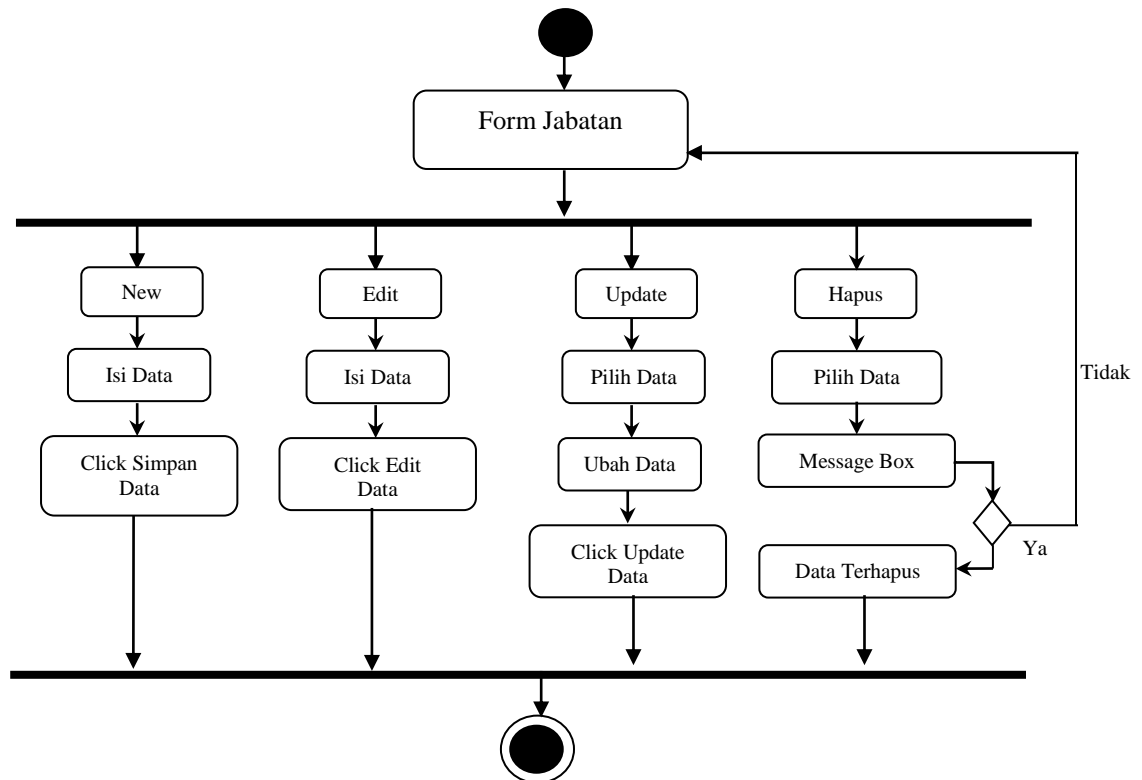 Form Jabatan
New
Edit
Update
Hapus
Isi Data
Isi Data
Pilih Data
Pilih Data
Tidak
Click Simpan
Data
Click Edit
Data
Ubah Data
Message Box
Click Update
Data
Ya
Data Terhapus